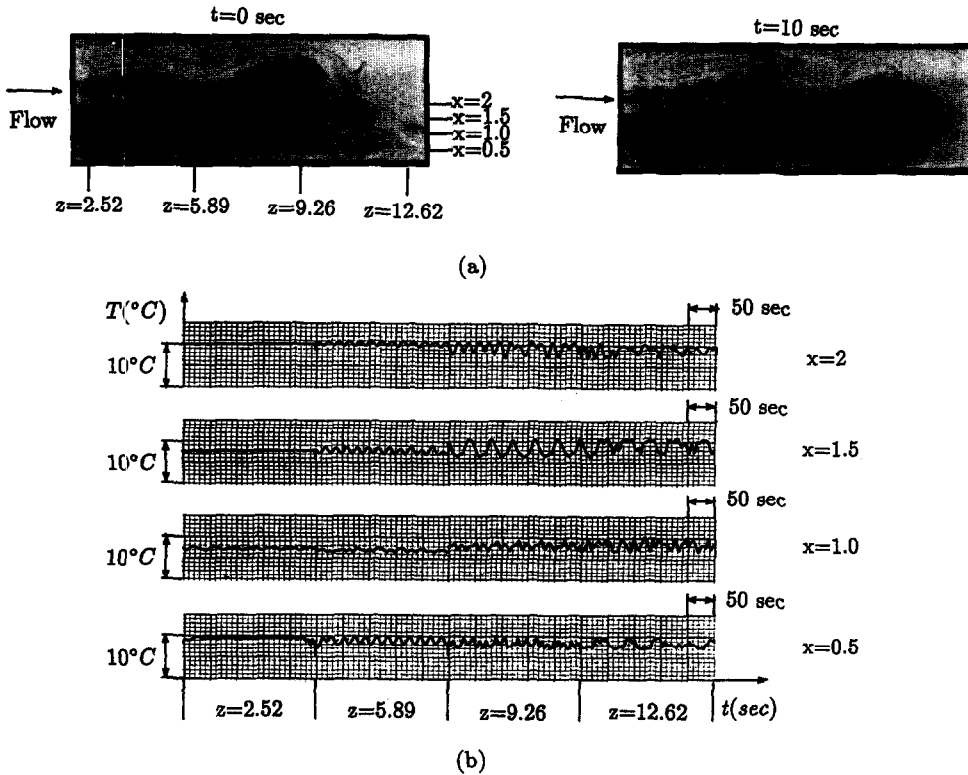 t=0 sec
t=10 sec
Flow
x=2
x=1.5
x=1.0
x=0.5
Flow
z=2.52
z=5.89
z=9.26
z=12.62
(a)
T(°C)
50 sec
10°C
x=2
50 sec
10°C
x=1.5
50 sec
10°C
x=1.0
50 sec
10°C
x=0.5
z=2.52
z=5.89
z=9.26
z=12.62
t(sec)
(b)